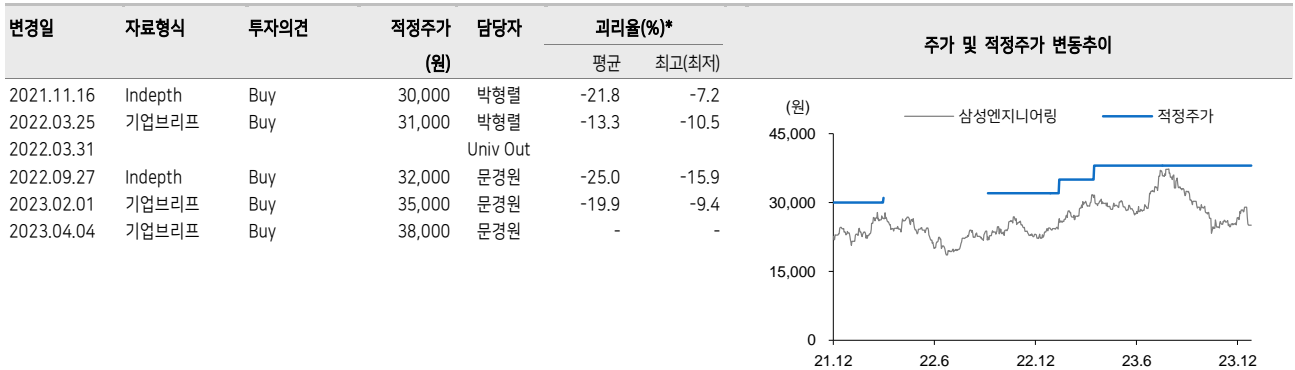 변경일 자료형식 투자의견 적정주가 담당자 괴리율(%)*
(원) 평균 최고(최저)
2021.11.16 Indepth Buy 30,000 박형렬 -21.8 -7.2
2022.03.25 기업브리프 Buy 31,000 박형렬 -13.3 -10.5
2022.03.31 Univ Out
2022.09.27 Indepth Buy 32,000 문경원 -25.0 -15.9
2023.02.01 기업브리프 Buy 35,000 문경원 -19.9 -9.4
2023.04.04 기업브리프 Buy 38,000 문경원 - -
주가 및 적정주가 변동추이
(원) 삼성엔지니어링 적정주가
45,000
30,000
15,000
0
21.12 22.6 22.12 23.6 23.12